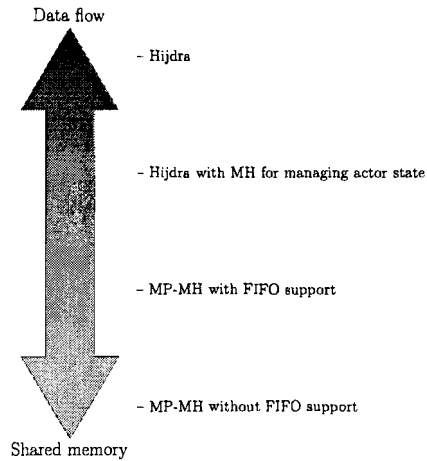 Data flow
- Hijdra
- Hijdra with MH for managing actor state
- MP-MH with FIFO support
- MP-MH without FIFO support
Shared memory